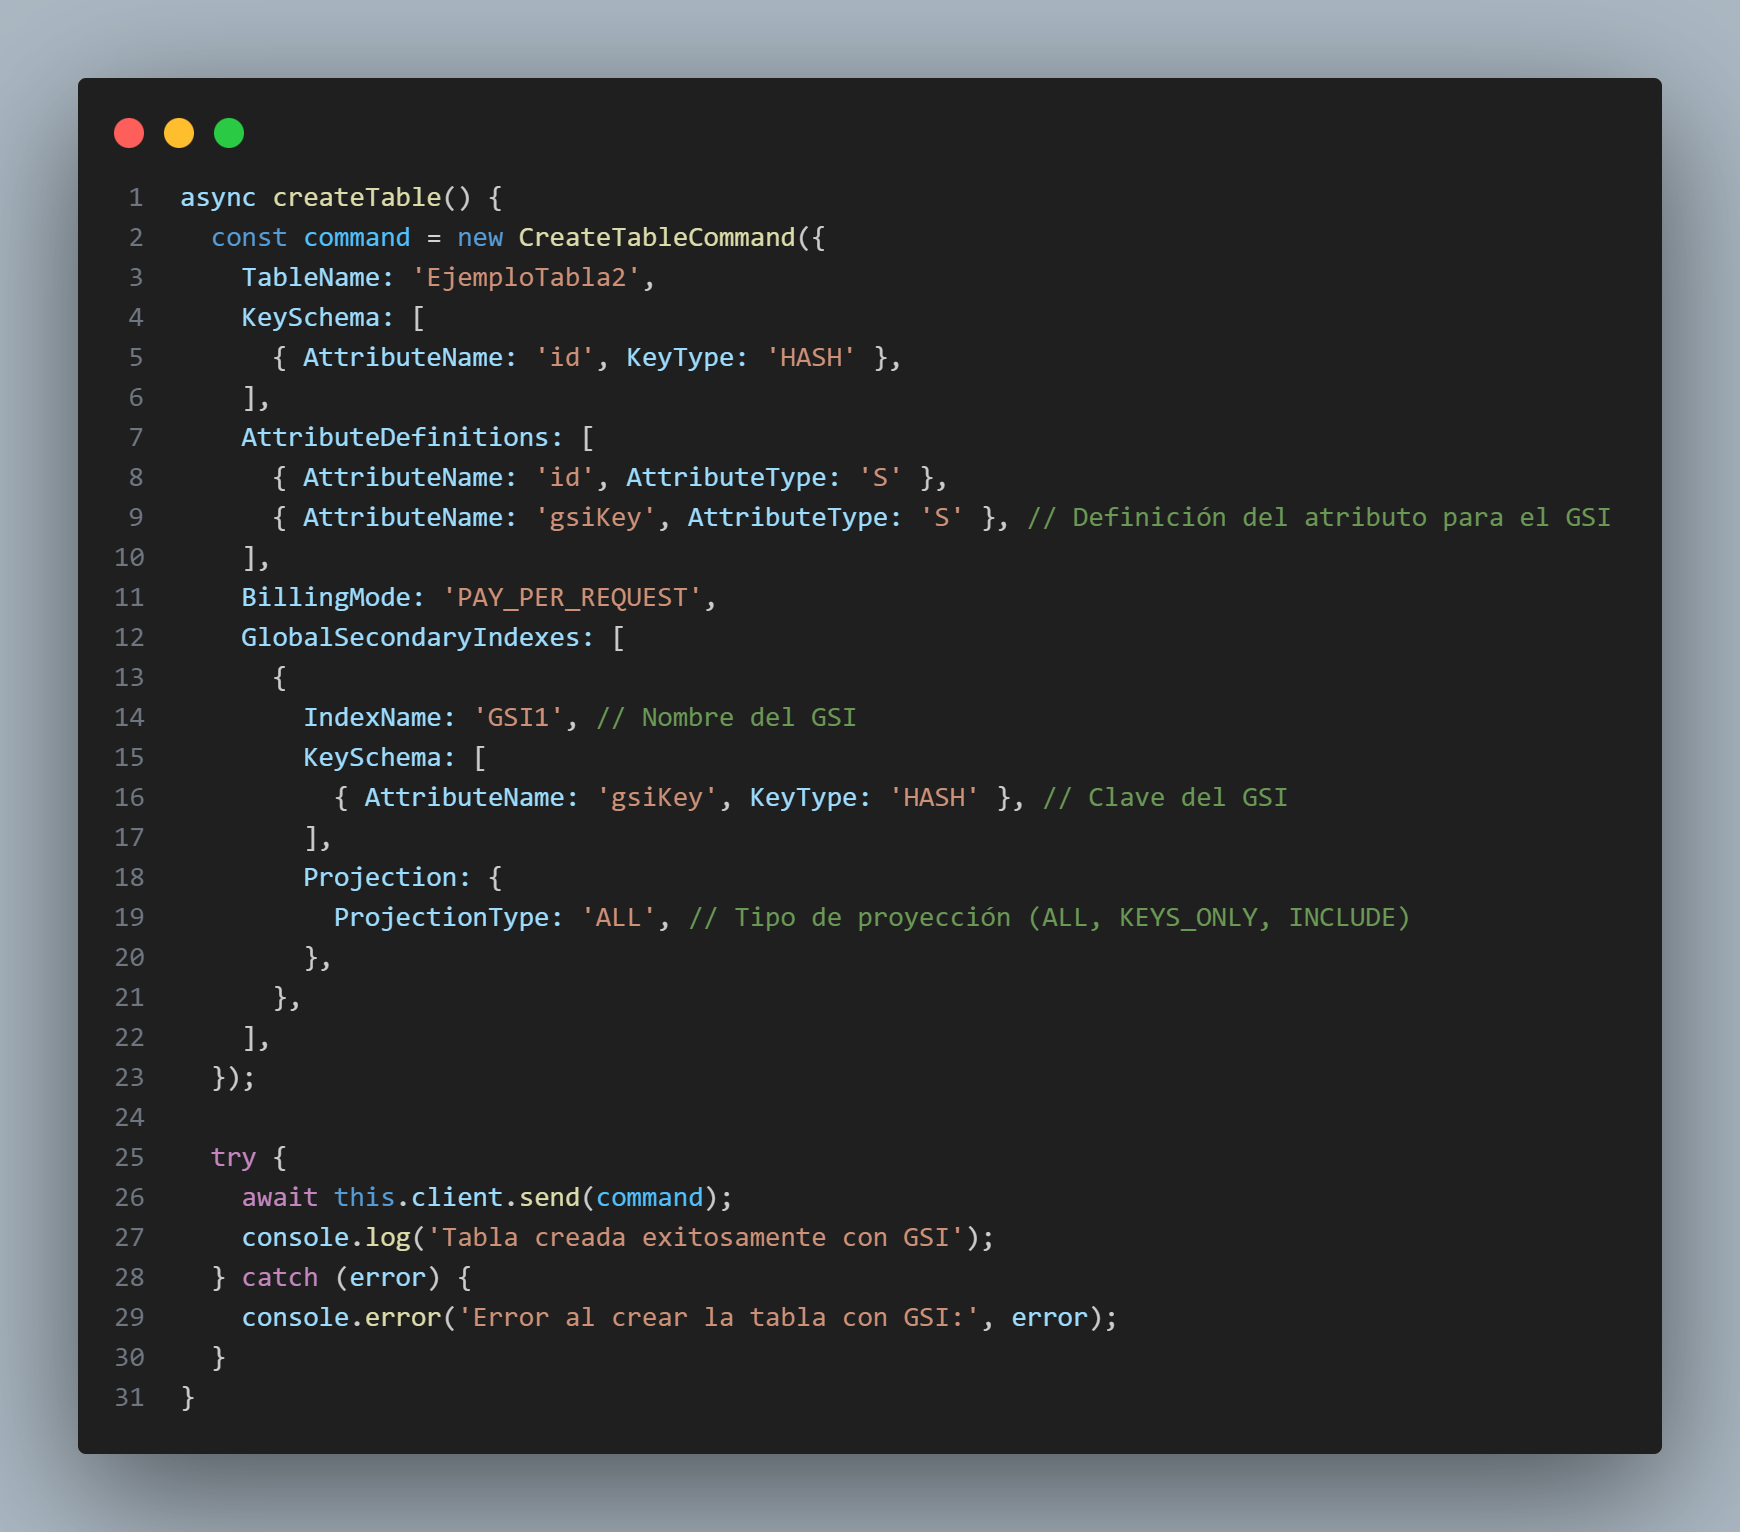 1 async createTable() {
2   const command = new CreateTableCommand({
3     TableName: 'EjemploTabla2',
4     KeySchema: [
5       { AttributeName: 'id', KeyType: 'HASH' },
6     ],
7     AttributeDefinitions: [
8       { AttributeName: 'id', AttributeType: 'S' },
9       { AttributeName: 'gsiKey', AttributeType: 'S' }, // Definición del atributo para el GSI
10     ],
11     BillingMode: 'PAY_PER_REQUEST',
12     GlobalSecondaryIndexes: [
13       {
14         IndexName: 'GSI1', // Nombre del GSI
15         KeySchema: [
16           { AttributeName: 'gsiKey', KeyType: 'HASH' }, // Clave del GSI
17         ],
18         Projection: {
19           ProjectionType: 'ALL', // Tipo de proyección (ALL, KEYS_ONLY, INCLUDE)
20         },
21       },
22     ],
23   });
24
25   try {
26     await this.client.send(command);
27     console.log('Tabla creada exitosamente con GSI');
28   } catch (error) {
29     console.error('Error al crear la tabla con GSI:', error);
30   }
31 }